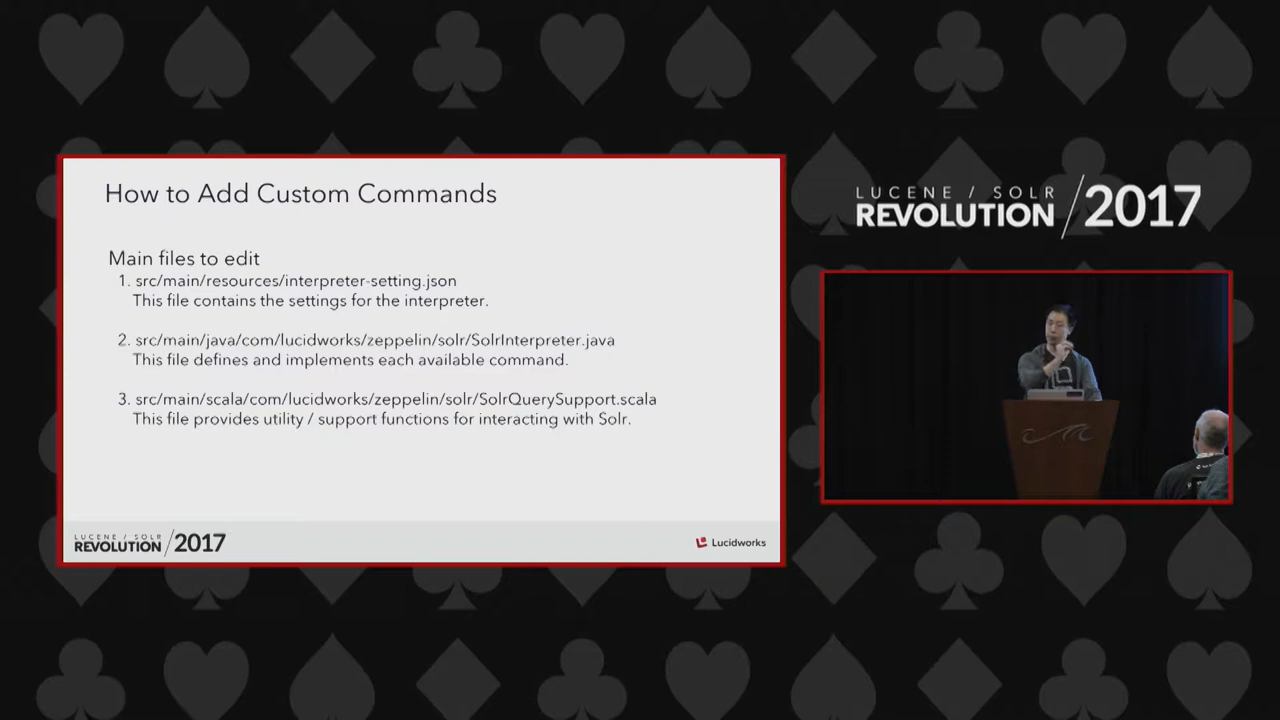 How to Add Custom Commands
Main files to edit
1. src/main/resources/interpreter-setting.json
This file contains the settings for the interpreter.
2. src/main/java/com/lucidworks/zeppelin/solr/SolrInterpreter.java
This file defines and implements each available command.
3. src/main/scala/com/lucidworks/zeppelin/solr/SolrQuerySupport.scala
This file provides utility / support functions for interacting with Solr.
LUCENE / SOLR
REVOLUTION / 2017
Lucidworks
LUCENE / SOLR
REVOLUTION / 2017